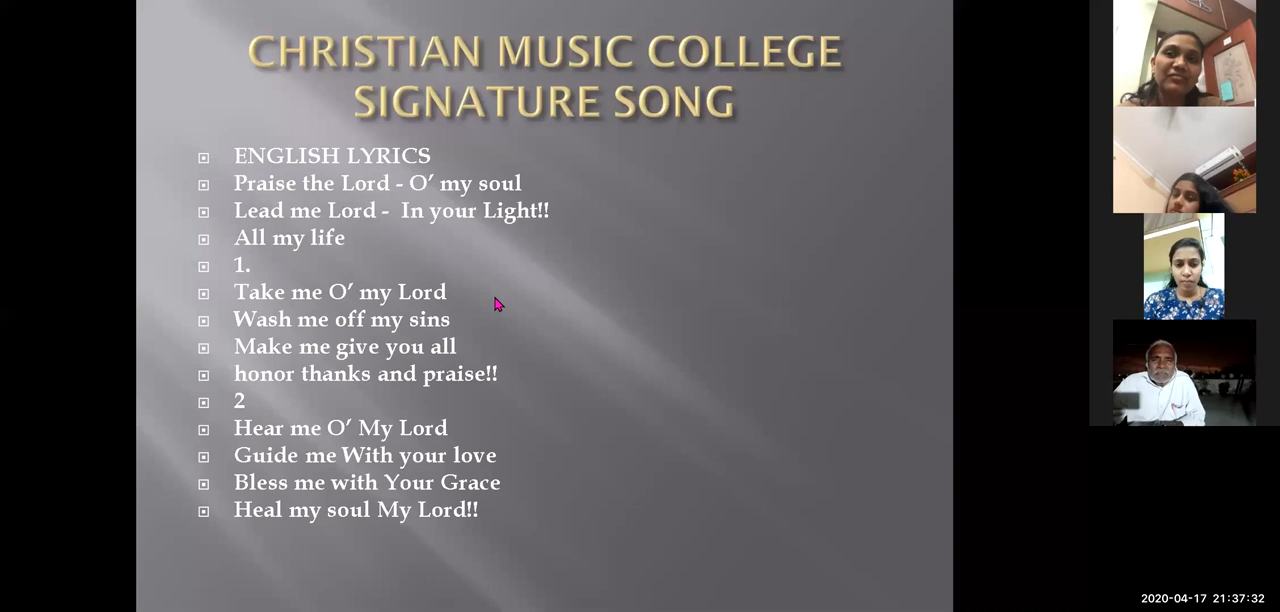 CHRISTIAN MUSIC COLLEGE
SIGNATURE SONG
ENGLISH LYRICS
Praise the Lord - O’ my soul
Lead me Lord -  In your Light!!
All my life
1.
Take me O’ my Lord
Wash me off my sins
Make me give you all
honor thanks and praise!!
2
Hear me O’ My Lord
Guide me With your love
Bless me with Your Grace
Heal my soul My Lord!!
2020-04-17 21:37:32